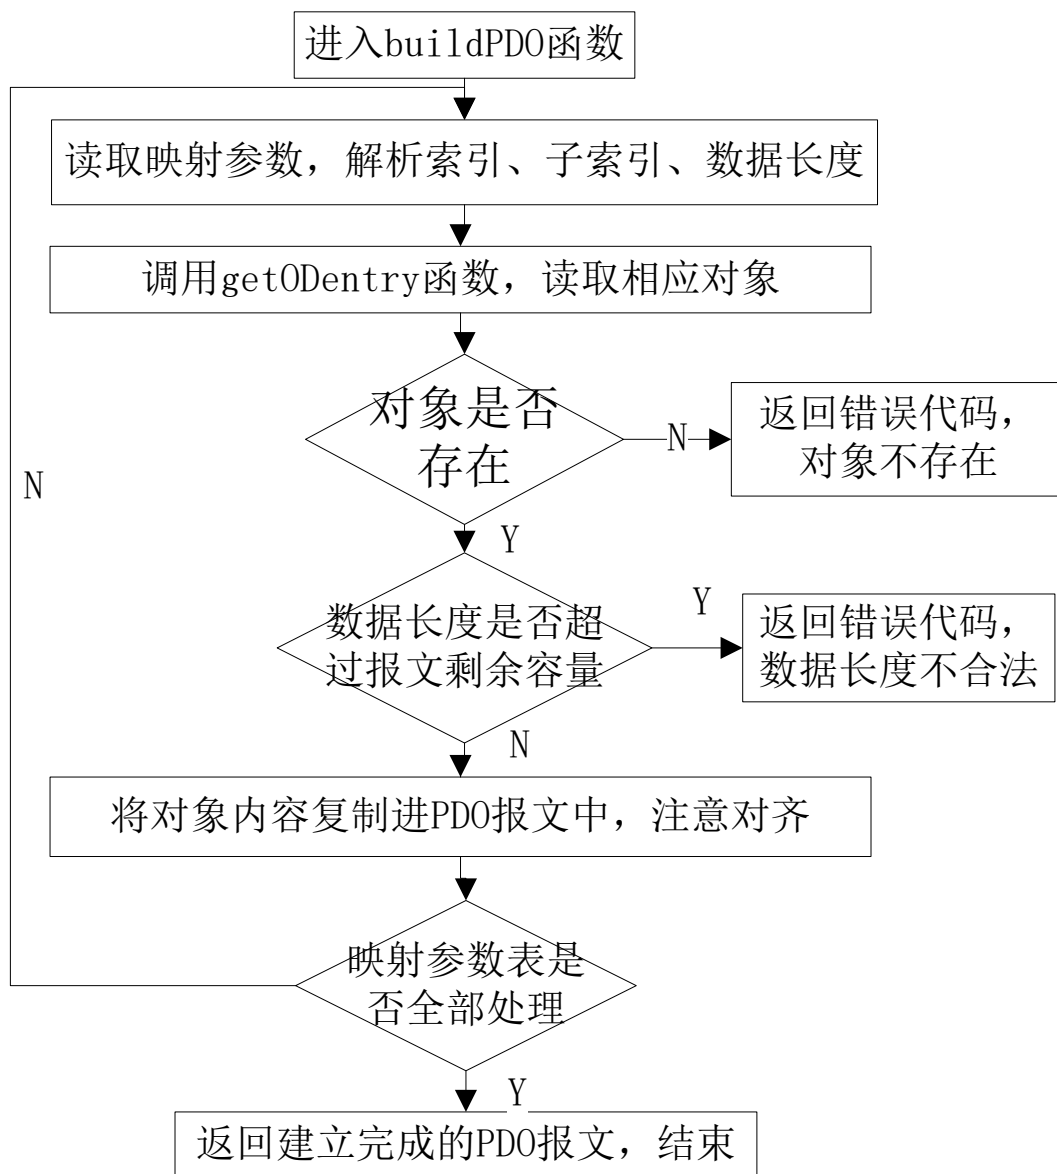 进入buildPDO函数
读取映射参数，解析索引、子索引、数据长度
调用getODentry函数，读取相应对象
对象是否
存在
N
返回错误代码，
对象不存在
N
Y
数据长度是否超
过报文剩余容量
Y
返回错误代码，
数据长度不合法
N
将对象内容复制进PDO报文中，注意对齐
映射参数表是
否全部处理
Y
返回建立完成的PDO报文，结束